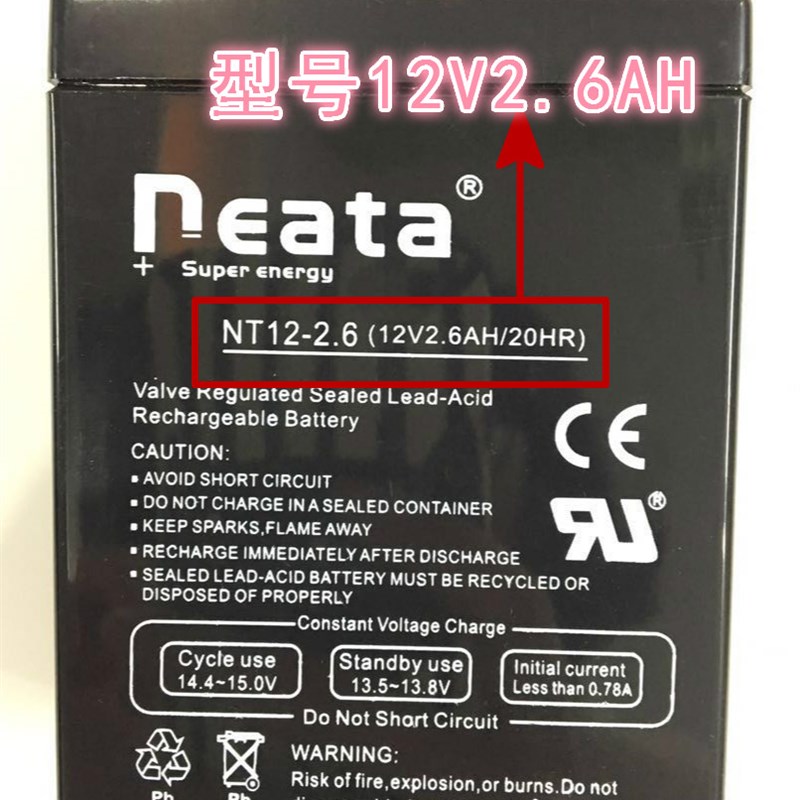 型号12V2.6AH
neata®
+ Super energy
NT12-2.6 (12V2.6AH/20HR)
Valve Regulated Sealed Lead-Acid
Rechargeable Battery
CAUTION:
▪ AVOID SHORT CIRCUIT
▪ DO NOT CHARGE IN A SEALED CONTAINER
▪ KEEP SPARKS,FLAME AWAY
▪ RECHARGE IMMEDIATELY AFTER DISCHARGE
▪ SEALED LEAD-ACID BATTERY MUST BE RECYCLED OR
DISPOSED OF PROPERLY
CE
RU®
Constant Voltage Charge
Cycle use
14.4~15.0V
Standby use
13.5~13.8V
Initial current
Less than 0.78A
Do Not Short Circuit
WARNING:
Risk of fire,explosion,or burns.Do not
Pb
Pb